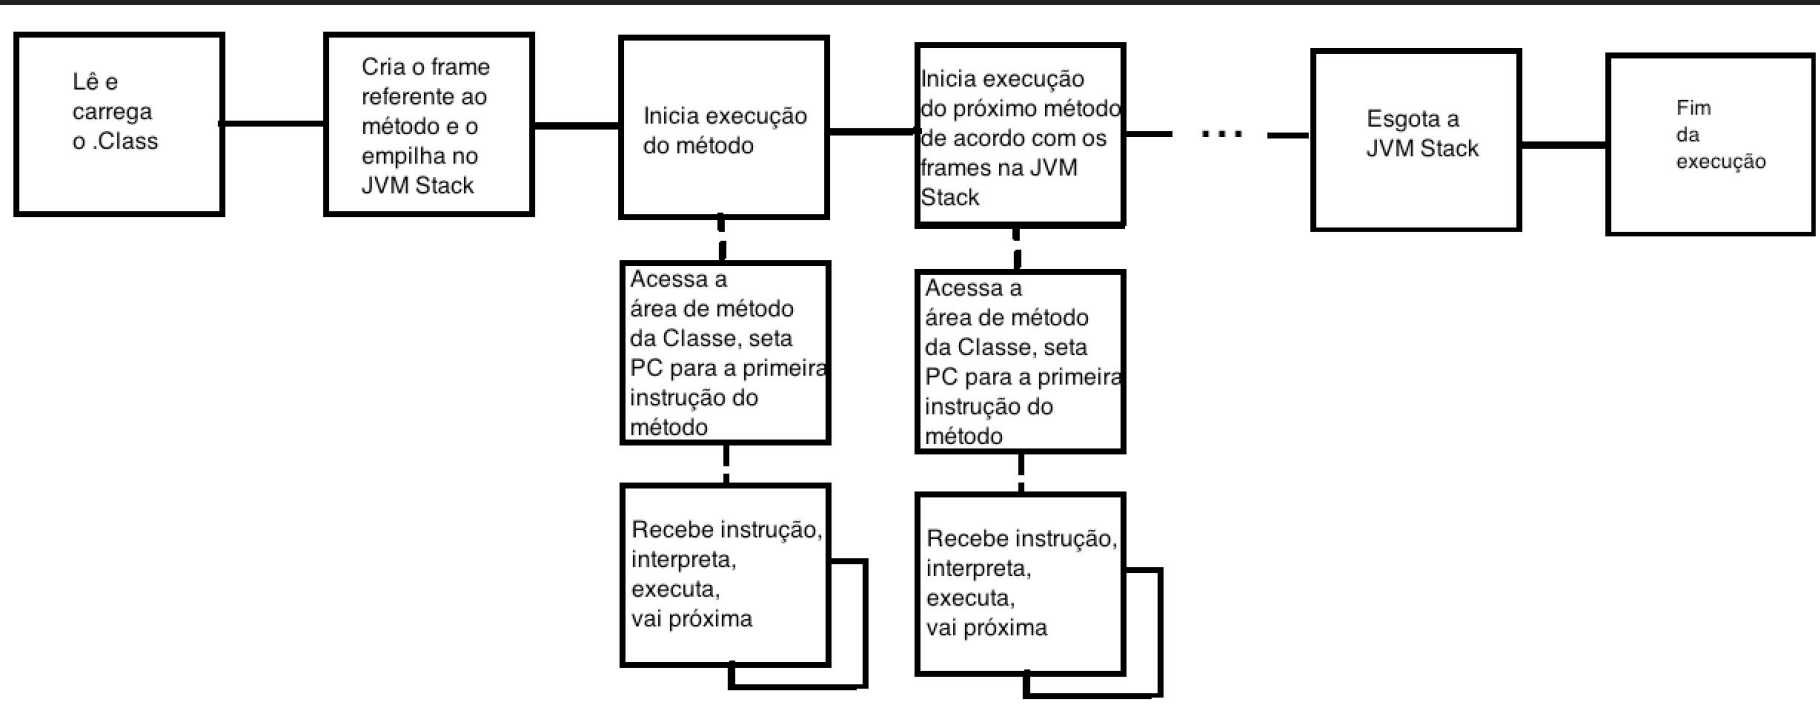 Lê e
carrega
o .Class
Cria o frame
referente ao
método e o
empilha no
JVM Stack
Inicia execução
do método
Inicia execução
do próximo método
de acordo com os
frames na JVM
Stack
...
Esgota a
JVM Stack
Fim
da
execução
Acessa a
área de método
da Classe, seta
PC para a primeira
instrução do
método
Acessa a
área de método
da Classe, seta
PC para a primeira
instrução do
método
Recebe instrução,
interpreta,
executa,
vai próxima
Recebe instrução,
interpreta,
executa,
vai próxima